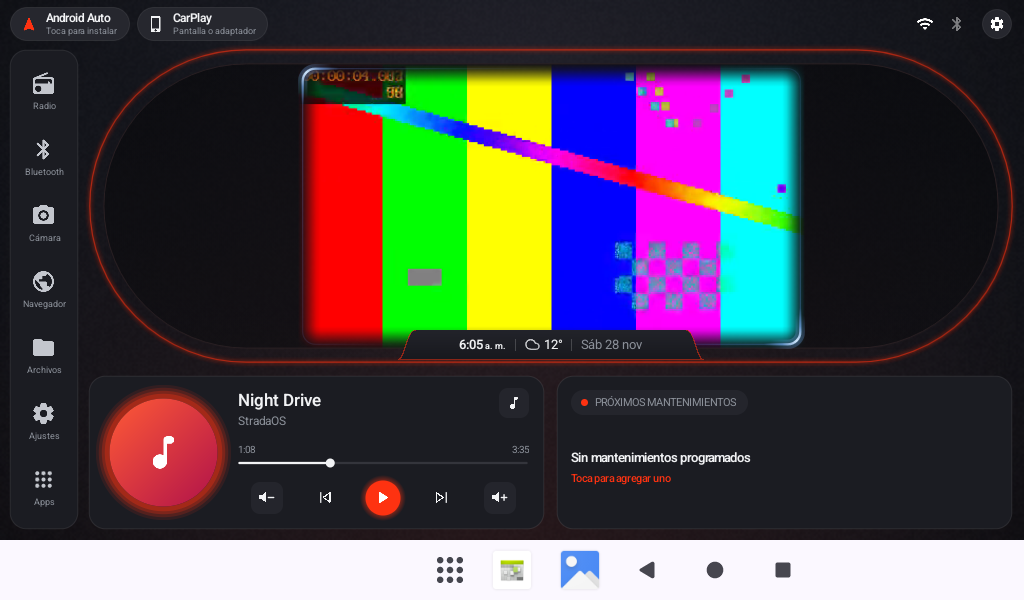 Android Auto
Toca para instalar
CarPlay
Pantalla o adaptador
Radio
Bluetooth
Cámara
Navegador
Archivos
Ajustes
Apps
98
6:05 a. m.
12°
Sáb 28 nov
Night Drive
StradaOS
1:08
3:35
PRÓXIMOS MANTENIMIENTOS
Sin mantenimientos programados
Toca para agregar uno